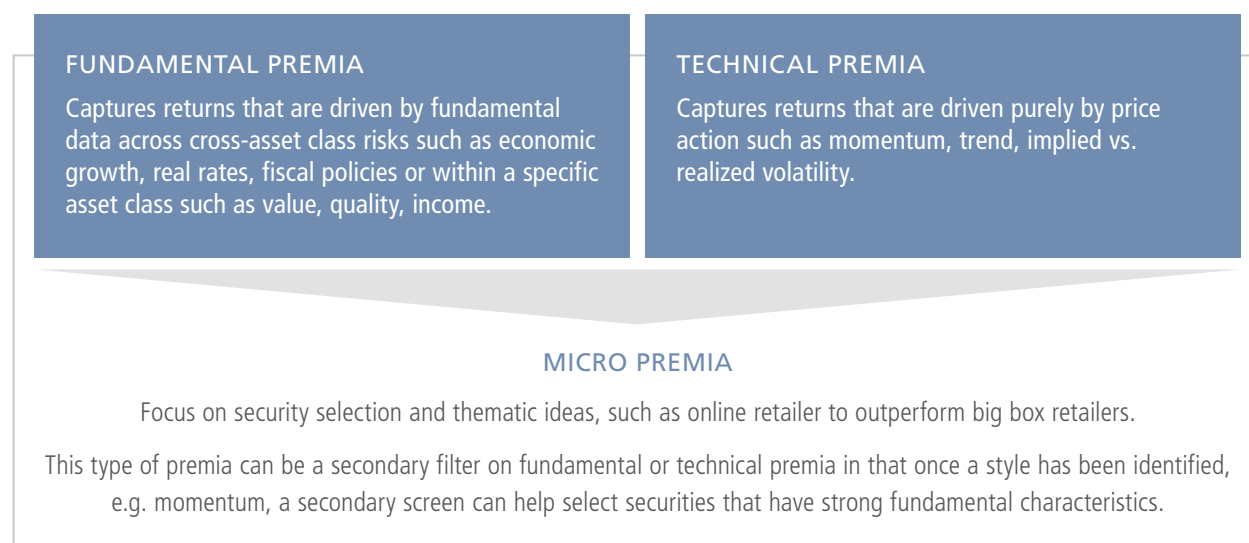 FUNDAMENTAL PREMIA
Captures returns that are driven by fundamental
data across cross-asset class risks such as economic
growth, real rates, fiscal policies or within a specific
asset class such as value, quality, income.
TECHNICAL PREMIA
Captures returns that are driven purely by price
action such as momentum, trend, implied vs.
realized volatility.
MICRO PREMIA
Focus on security selection and thematic ideas, such as online retailer to outperform big box retailers.
This type of premia can be a secondary filter on fundamental or technical premia in that once a style has been identified,
e.g. momentum, a secondary screen can help select securities that have strong fundamental characteristics.